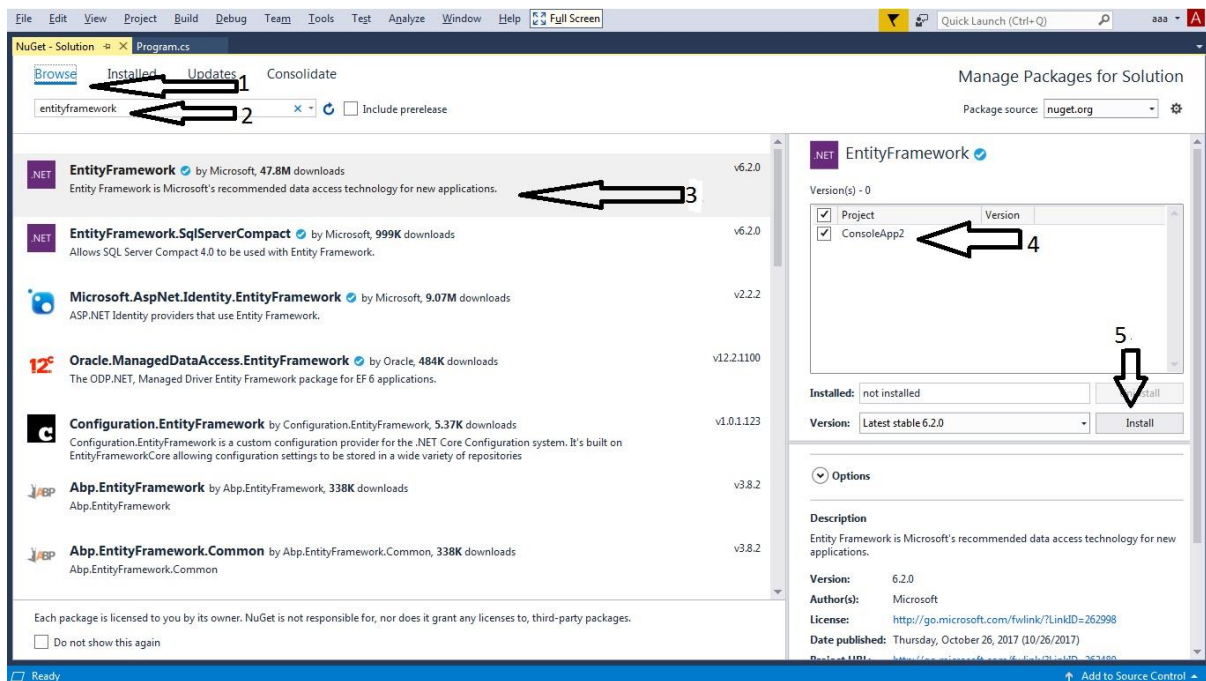 File Edit View Project Build Debug Team Tools Test Analyze Window Help Full Screen
Quick Launch (Ctrl+Q)
aaa
A
NuGet - Solution
Program.cs
Browse Installed Updates Consolidate
1
Manage Packages for Solution
entityframework
2
Include prerelease
Package source: nuget.org
.NET
EntityFramework by Microsoft, 47.8M downloads
v6.2.0
Entity Framework is Microsoft's recommended data access technology for new applications.
3
.NET
EntityFramework.SqlServerCompact by Microsoft, 999K downloads
v6.2.0
Allows SQL Server Compact 4.0 to be used with Entity Framework.
Microsoft.AspNet.Identity.EntityFramework by Microsoft, 9.07M downloads
v2.2.2
ASP.NET Identity providers that use Entity Framework.
12c
Oracle.ManagedDataAccess.EntityFramework by Oracle, 484K downloads
v12.2.1100
The ODP.NET, Managed Driver Entity Framework package for EF 6 applications.
C
Configuration.EntityFramework by Configuration.EntityFramework, 5.37K downloads
v1.0.1.123
Configuration.EntityFramework is a custom configuration provider for the .NET Core Configuration system. It's built on
EntityFrameworkCore allowing configuration settings to be stored in a wide variety of repositories
ABP
Abp.EntityFramework by Abp.EntityFramework, 338K downloads
v3.8.2
Abp.EntityFramework
ABP
Abp.EntityFramework.Common by Abp.EntityFramework.Common, 338K downloads
v3.8.2
Abp.EntityFramework.Common
Each package is licensed to you by its owner. NuGet is not responsible for, nor does it grant any licenses to, third-party packages.
Do not show this again
.NET
EntityFramework
Version(s) - 0
Project Version
ConsoleApp2
4
5
Installed: not installed
Version: Latest stable 6.2.0
Install
Options
Description
Entity Framework is Microsoft's recommended data access technology for new
applications.
Version: 6.2.0
Author(s): Microsoft
License: http://go.microsoft.com/fwlink/?LinkID=262998
Date published: Thursday, October 26, 2017 (10/26/2017)
Ready
Add to Source Control